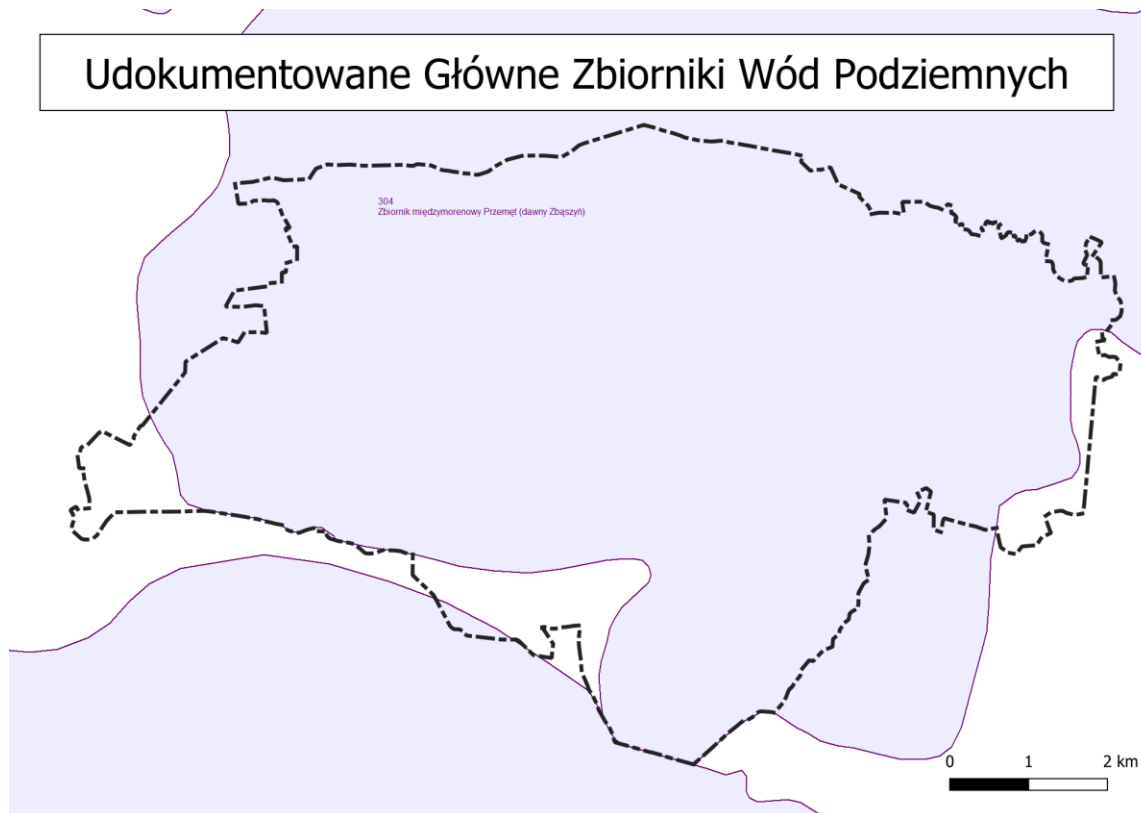 Udokumentowane Główne Zbiorniki Wód Podziemnych
304
Zbiornik międzymorenowy Przemęt (dawny Zbąszyń)
0 1 2 km